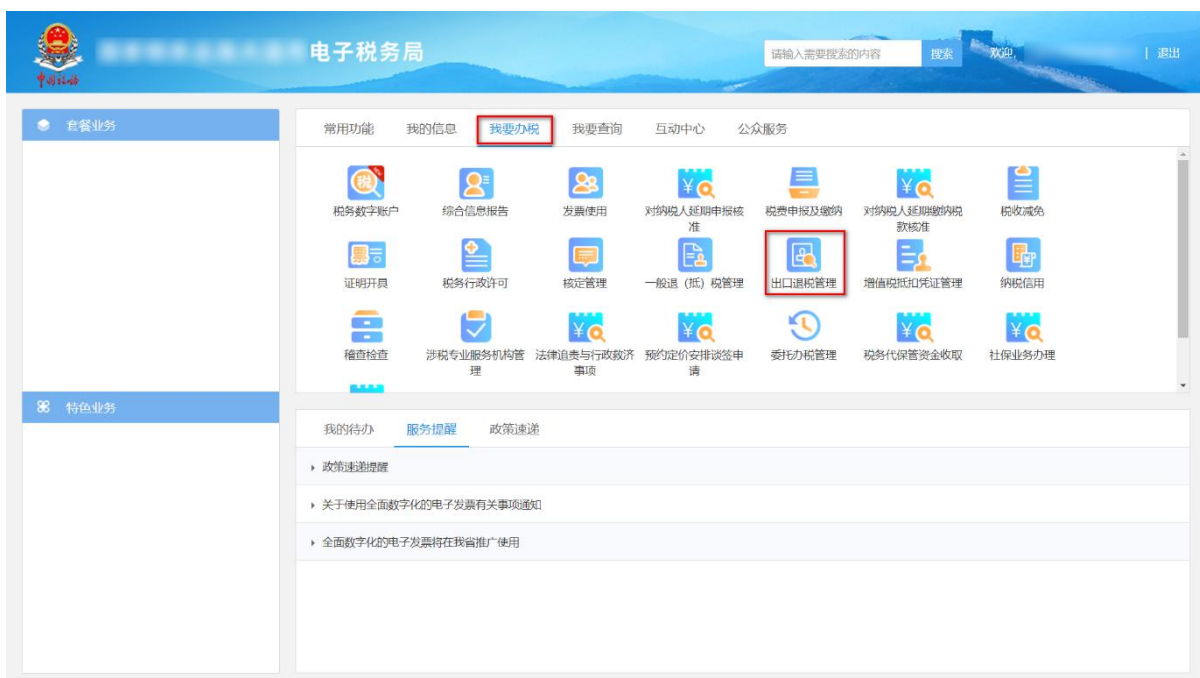 中国税务
电子税务局
请输入需要搜索的内容 搜索 欢迎, | 退出
套餐业务
特色业务
常用功能 我的信息 我要办税 我要查询 互动中心 公众服务
税务数字账户 综合信息报告 发票使用 对纳税人延期申报核 税费申报及缴纳 对纳税人延期缴纳税 税收减免
准 款核准
证明开具 税务行政许可 核定管理 一般退（抵）税管理 出口退税管理 增值税抵扣凭证管理 纳税信用
稽查检查 涉税专业服务机构管 法律追责与行政救济 预约定价安排谈签申 委托办税管理 税务代保管资金收取 社保业务办理
理 事项 请
我的待办 服务提醒 政策速递
政策速递提醒
关于使用全面数字化的电子发票有关事项通知
全面数字化的电子发票将在我省推广使用